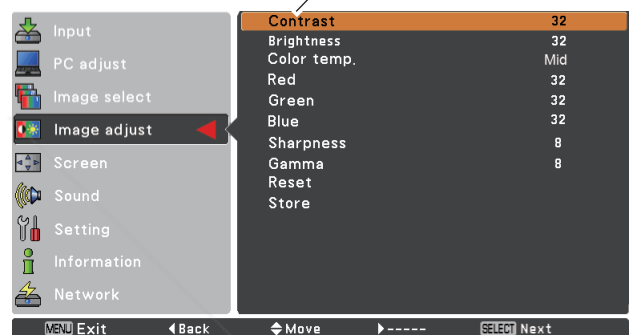 Input
PC adjust
Image select
Image adjust
Screen
Sound
Setting
Information
Network
Contrast 32
Brightness 32
Color temp. Mid
Red 32
Green 32
Blue 32
Sharpness 8
Gamma 8
Reset
Store
MENU Exit ◀Back ◆Move ▶----- SELECT Next